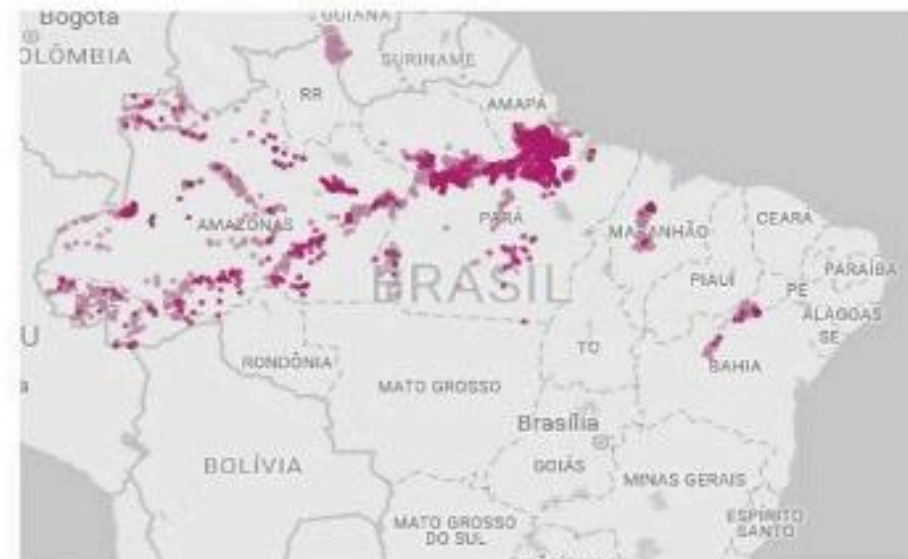 Bogotá
GUIANA
OLÔMBIA
SURINAME
RR
AMAPÁ
AMAZONAS
PARÁ
MARANHÃO
CEARÁ
BRASIL
PIAUÍ
PARAÍBA
PE
ALAGOAS
SE
U
RONDÔNIA
TO
BAHIA
a
MATO GROSSO
Brasília
BOLÍVIA
GOIÁS
MINAS GERAIS
MATO GROSSO
DO SUL
ESPÍRITO
SANTO